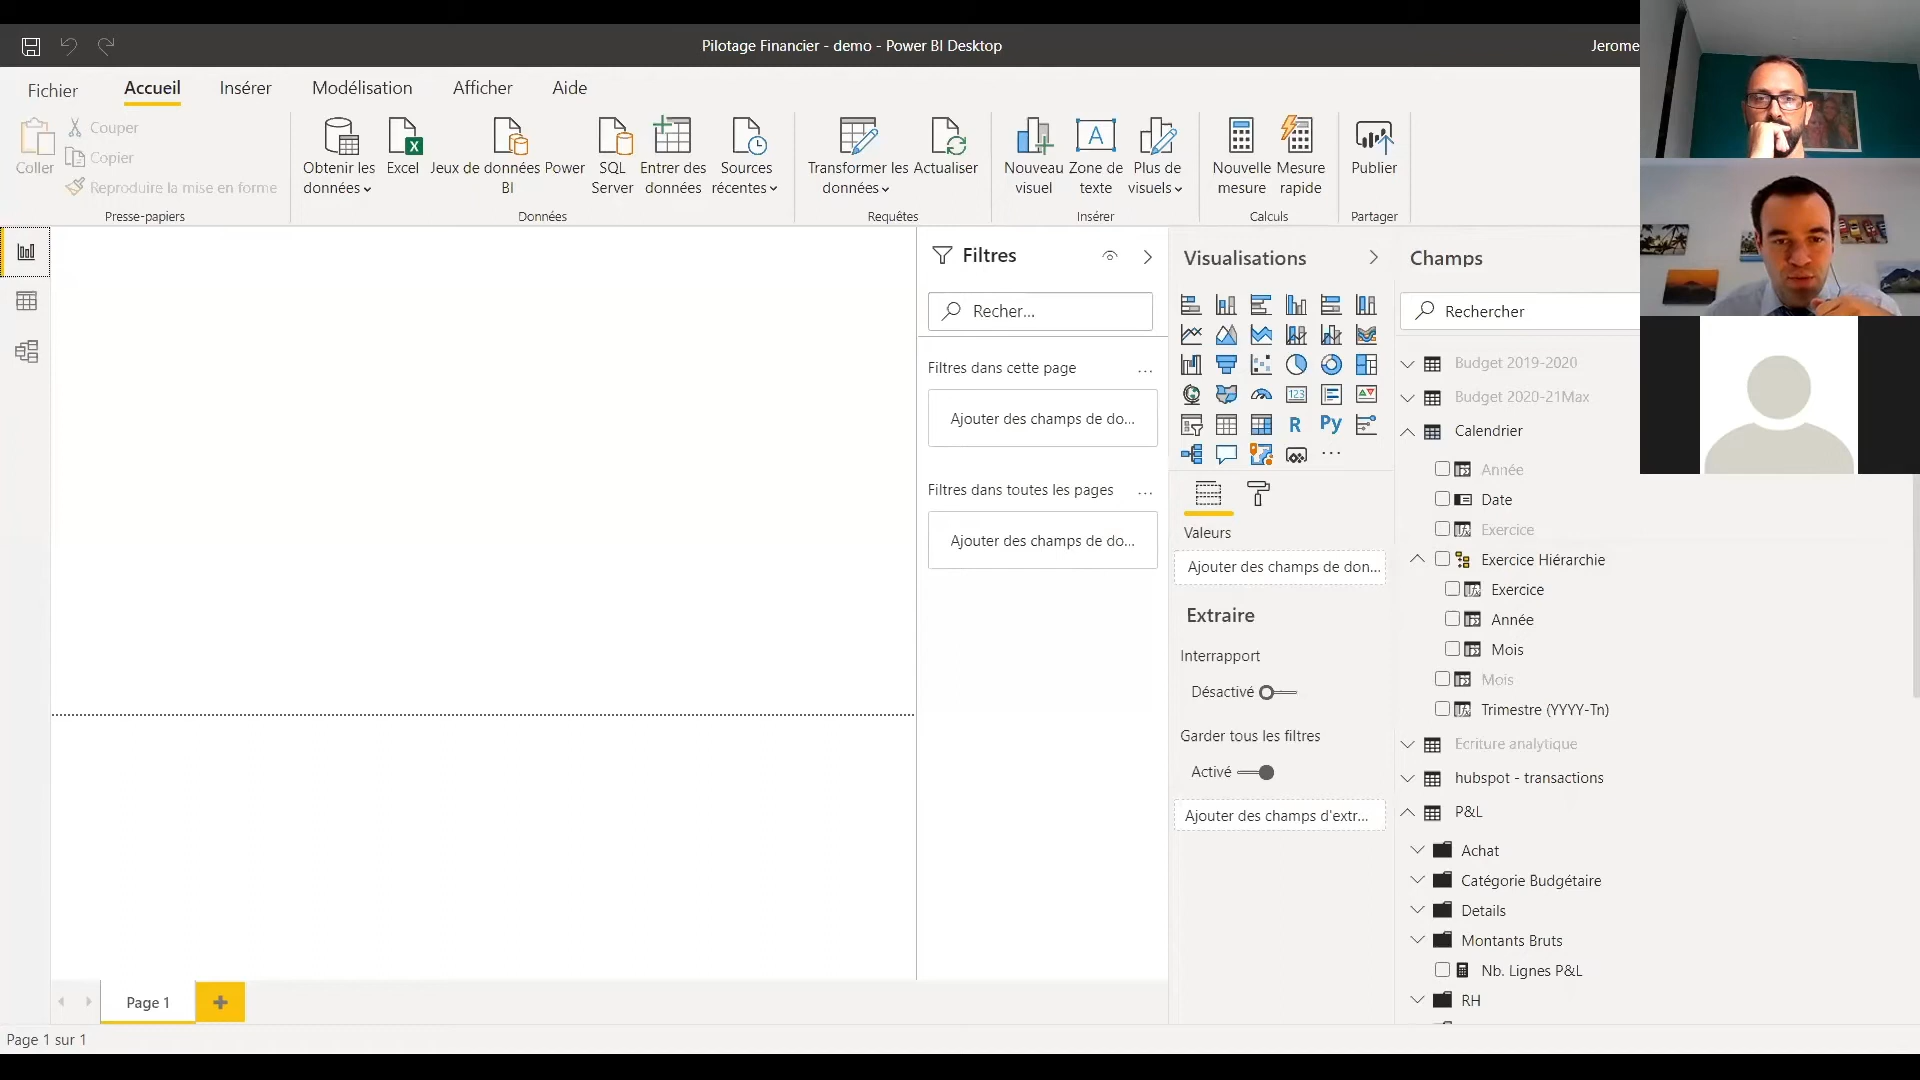 Pilotage Financier - demo - Power BI Desktop
Jerome
Fichier
Accueil
Insérer
Modélisation
Afficher
Aide
Coller
Couper
Copier
Reproduire la mise en forme
Presse-papiers
Obtenir les
données
Excel
Jeux de données Power
BI
SQL
Server
Entrer des
données
Sources
récentes
Données
Transformer les
données
Actualiser
Requêtes
Nouveau
visuel
Zone de
texte
Plus de
visuels
Insérer
Nouvelle
mesure
Mesure
rapide
Calculs
Publier
Partager
Filtres
Recher...
Filtres dans cette page
...
Ajouter des champs de do...
Filtres dans toutes les pages
...
Ajouter des champs de do...
Visualisations
123
R
Py
...
Valeurs
Ajouter des champs de don...
Extraire
Interrapport
Désactivé
Garder tous les filtres
Activé
Ajouter des champs d'extr...
Champs
Rechercher
Budget 2019-2020
Budget 2020-21Max
Calendrier
Année
Date
Exercice
Exercice Hiérarchie
Exercice
Année
Mois
Mois
Trimestre (YYYY-Tn)
Ecriture analytique
hubspot - transactions
P&L
Achat
Catégorie Budgétaire
Details
Montants Bruts
Nb. Lignes P&L
RH
Page 1
Page 1 sur 1